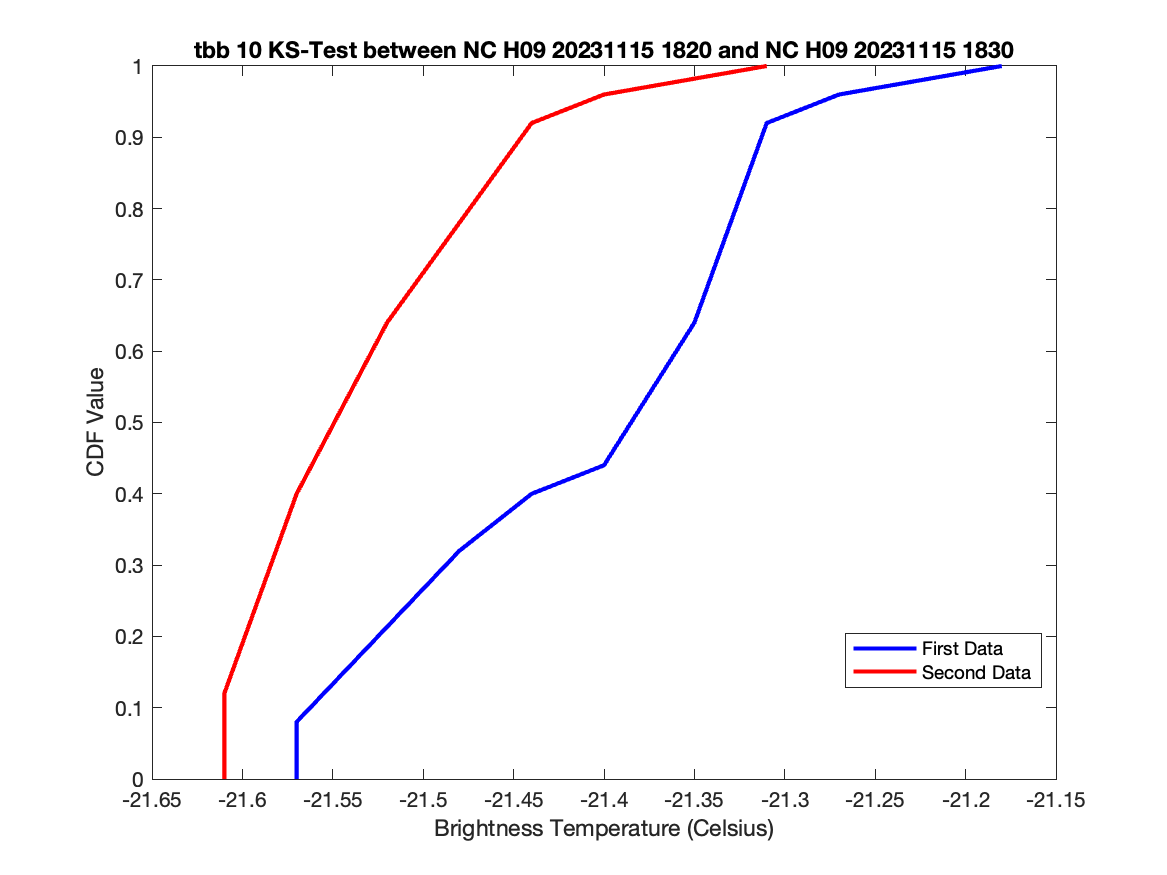 tbb 10 KS-Test between NC H09 20231115 1820 and NC H09 20231115 1830
1
0.9
0.8
0.7
0.6
0.5
0.4
0.3
0.2
0.1
0
CDF Value
First Data
Second Data
-21.65 -21.6 -21.55 -21.5 -21.45 -21.4 -21.35 -21.3 -21.25 -21.2 -21.15
Brightness Temperature (Celsius)